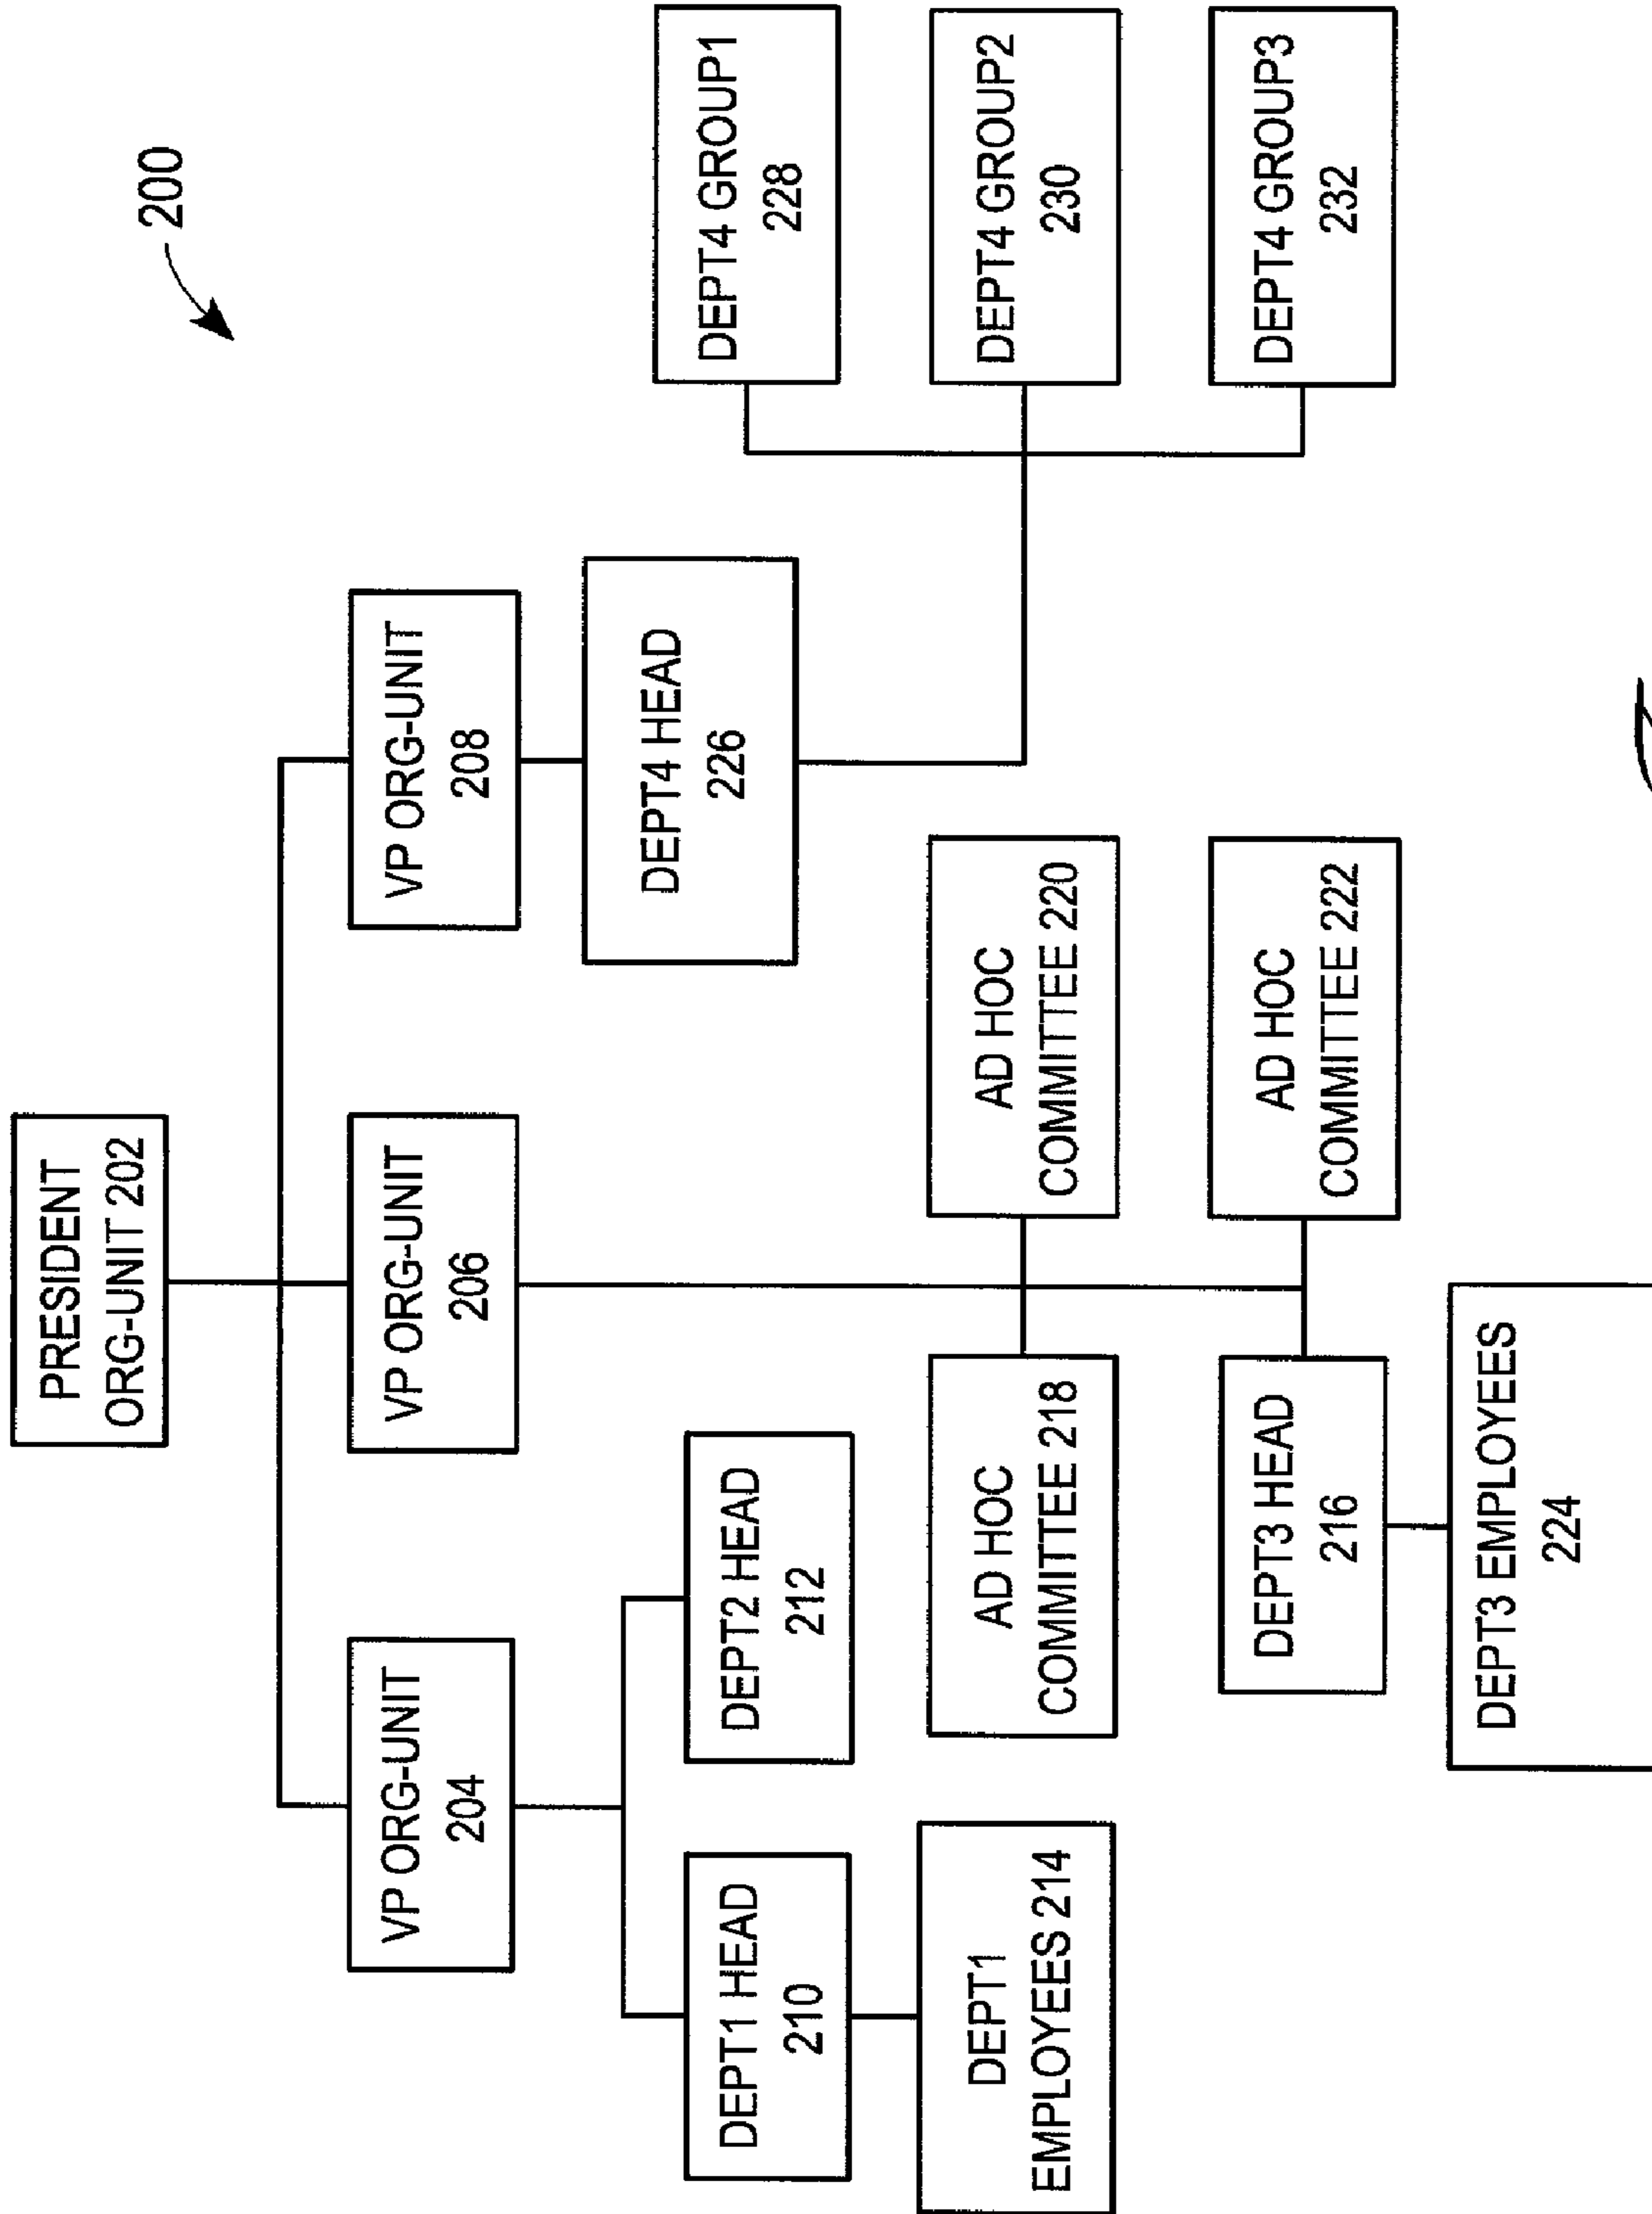 200
PRESIDENT
ORG-UNIT 202
VP ORG-UNIT
204
VP ORG-UNIT
206
VP ORG-UNIT
208
DEPT1 HEAD
210
DEPT2 HEAD
212
DEPT4 HEAD
226
DEPT4 GROUP1
228
DEPT1
EMPLOYEES 214
AD HOC
COMMITTEE 218
AD HOC
COMMITTEE 220
DEPT4 GROUP2
230
DEPT3 HEAD
216
AD HOC
COMMITTEE 222
DEPT4 GROUP3
232
DEPT3 EMPLOYEES
224